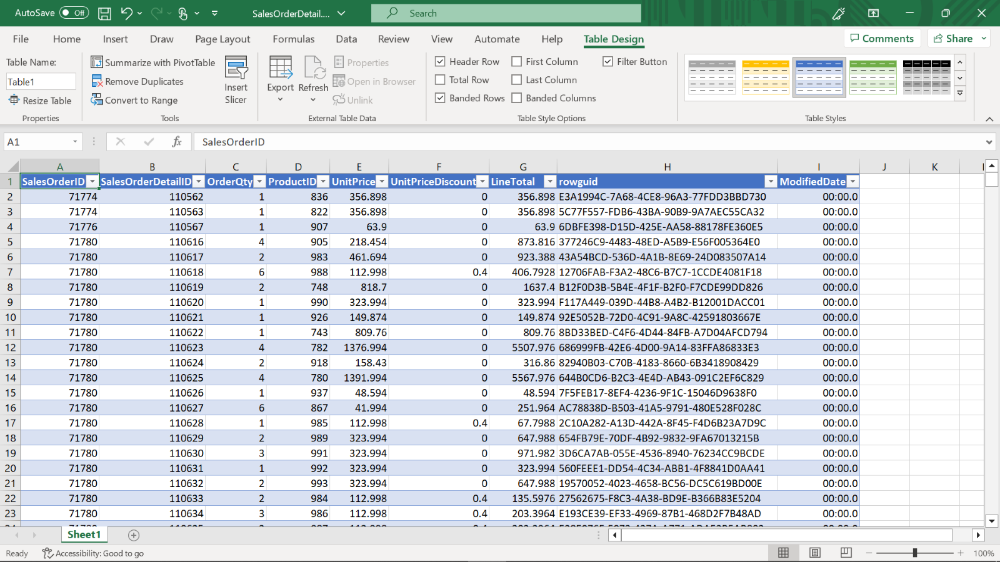 AutoSave Off SalesOrderDetail.... Search
File Home Insert Draw Page Layout Formulas Data Review View Automate Help Table Design Comments Share
Table Name:
Table1
Resize Table
Properties
Summarize with PivotTable
Remove Duplicates
Convert to Range
Tools
Insert
Slicer
Export Refresh
Properties
Open in Browser
Unlink
External Table Data
Header Row First Column Filter Button
Total Row Last Column
Banded Rows Banded Columns
Table Style Options
Table Styles
A1 fx SalesOrderID
A B C D E F G H I J K
1 SalesOrderID SalesOrderDetailID OrderQty ProductID UnitPrice UnitPriceDiscount LineTotal rowguid ModifiedDate
2 71774 110562 1 836 356.898 0 356.898 E3A1994C-7A68-4CE8-96A3-77FDD3BBD730 00:00.0
3 71774 110563 1 822 356.898 0 356.898 5C77F557-FDB6-43BA-90B9-9A7AEC55CA32 00:00.0
4 71776 110567 1 907 63.9 0 63.9 6DBFE398-D15D-425E-AA58-88178FE360E5 00:00.0
5 71780 110616 4 905 218.454 0 873.816 377246C9-4483-48ED-A5B9-E56F005364E0 00:00.0
6 71780 110617 2 983 461.694 0 923.388 43A54BCD-536D-4A1B-8E69-24D083507A14 00:00.0
7 71780 110618 6 988 112.998 0.4 406.7928 12706FAB-F3A2-48C6-B7C7-1CCDE4081F18 00:00.0
8 71780 110619 2 748 818.7 0 1637.4 B12F0D3B-5B4E-4F1F-B2F0-F7CDE99DD826 00:00.0
9 71780 110620 1 990 323.994 0 323.994 F117A449-039D-44B8-A4B2-B12001DACC01 00:00.0
10 71780 110621 1 926 149.874 0 149.874 92E5052B-72D0-4C91-9A8C-42591803667E 00:00.0
11 71780 110622 1 743 809.76 0 809.76 8BD33BED-C4F6-4D44-84FB-A7D04AFCD794 00:00.0
12 71780 110623 4 782 1376.994 0 5507.976 686999FB-42E6-4D00-9A14-83FFA86833E3 00:00.0
13 71780 110624 2 918 158.43 0 316.86 82940B03-C70B-4183-8660-6B3418908429 00:00.0
14 71780 110625 4 780 1391.994 0 5567.976 644B0CD6-B2C3-4E4D-AB43-091C2EF6C829 00:00.0
15 71780 110626 1 937 48.594 0 48.594 7F5FEB17-8EF4-4236-9F1C-15046D9638F0 00:00.0
16 71780 110627 6 867 41.994 0 251.964 AC78838D-B503-41A5-9791-480E528F028C 00:00.0
17 71780 110628 1 985 112.998 0.4 67.7988 2C10A282-A13D-442A-8F45-F4D6B23A7D9C 00:00.0
18 71780 110629 2 989 323.994 0 647.988 654FB79E-70DF-4B92-9832-9FA67013215B 00:00.0
19 71780 110630 3 991 323.994 0 971.982 3D6CA7AB-055E-4536-8940-76234CC9BCDE 00:00.0
20 71780 110631 1 992 323.994 0 323.994 560FEEE1-DD54-4C34-ABB1-4F8841D0AA41 00:00.0
21 71780 110632 2 993 323.994 0 647.988 19570052-4023-4658-BC56-DC5C619BD00E 00:00.0
22 71780 110633 2 984 112.998 0.4 135.5976 27562675-F8C3-4A38-BD9E-B366B83E5204 00:00.0
23 71780 110634 3 986 112.998 0.4 203.3964 E193CE39-EF33-4969-87B1-468D2F7B48AD 00:00.0
Sheet1
Ready Accessibility: Good to go 100%